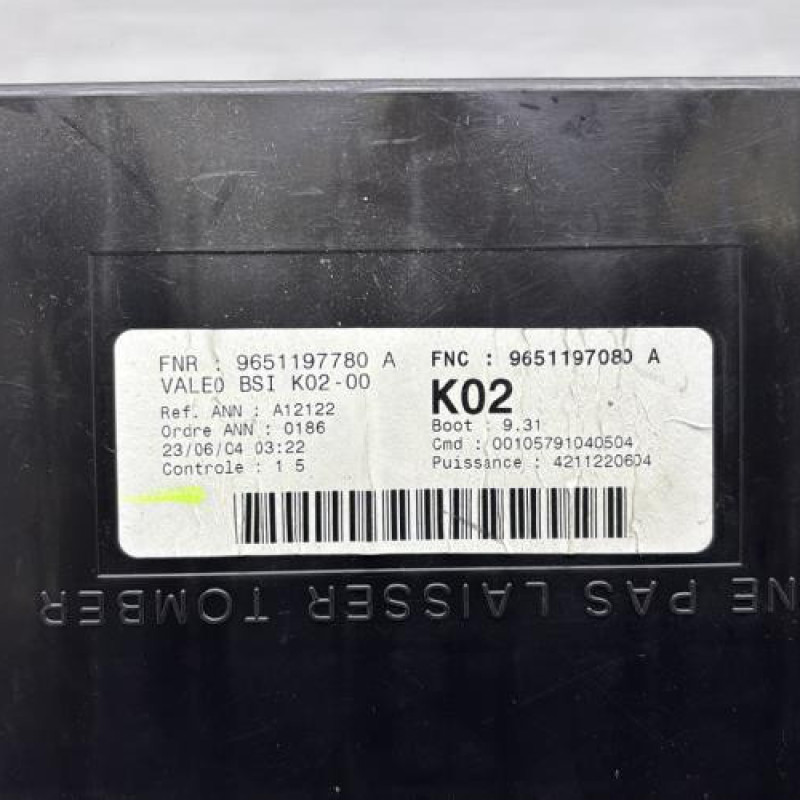 FNR : 9651197780 A
VALEO BSI K02-00
Ref. ANN : A12122
Ordre ANN : 0186
23/06/04 03:22
Controle : 1 5
FNC : 9651197080 A
K02
Boot : 9.31
Cmd : 00105791040504
Puissance : 4211220604
NE PAS LAISSER TOMBER